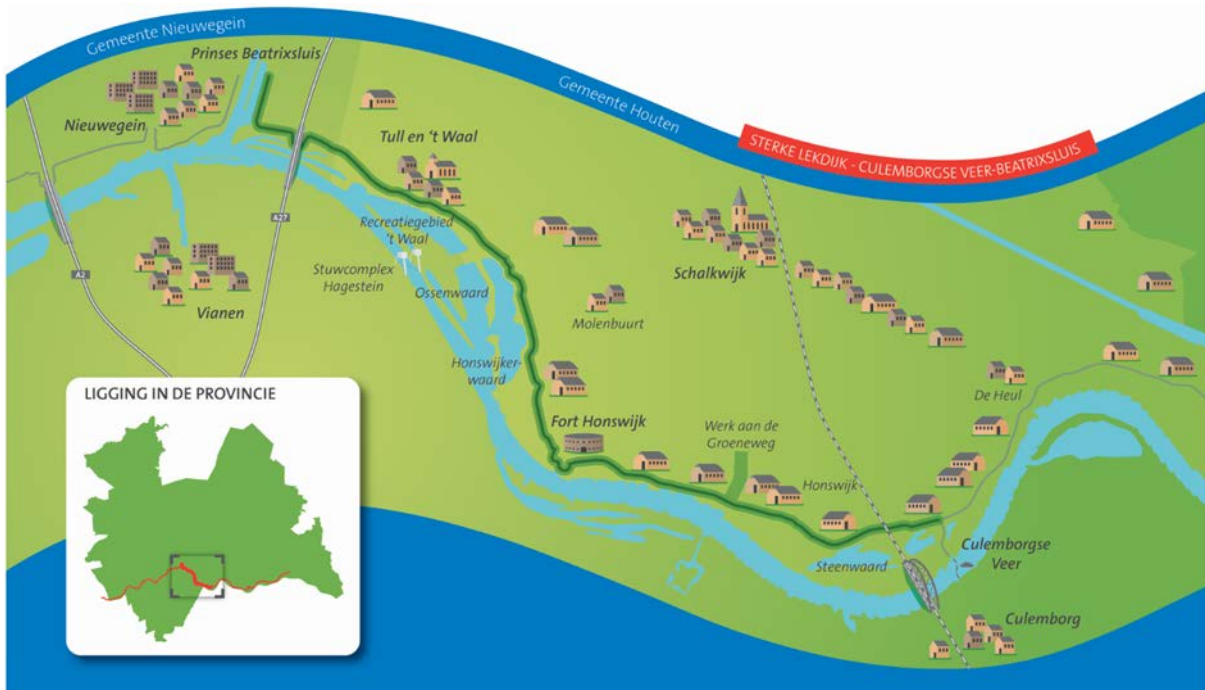 Gemeente Nieuwegein
Prinses Beatrixsluis
Gemeente Houten
STERKE LEKDIJK - CULEMBORGSE VEER-BEATRIXSLUIS
Nieuwegein
Tull en ‘t Waal
A27
Recreatiegebied
‘t Waal
A2
Stuwcomplex
Hagestein
Schalkwijk
Ossenwaard
Vianen
Molenbuurt
Honswijker-
waard
LIGGING IN DE PROVINCIE
De Heul
Fort Honswijk
Werk aan de
Groeneweg
Honswijk
Steenwaard
Culemborgse
Veer
Culemborg